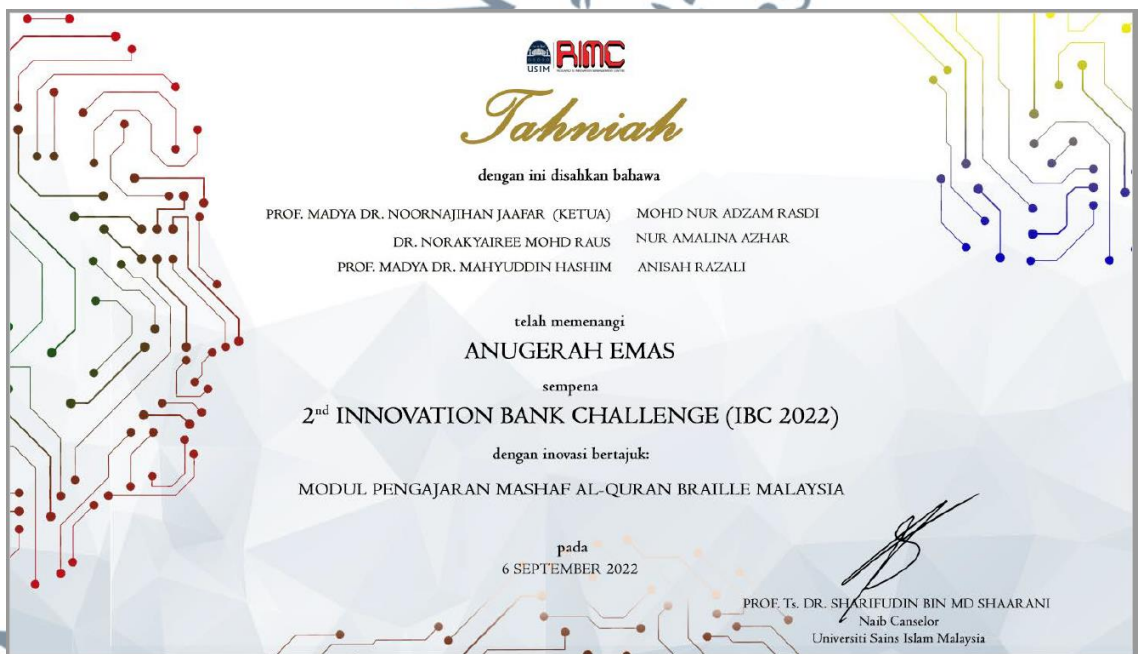 USIM RIMC
Tahniah
dengan ini disahkan bahawa
PROF. MADYA DR. NOORNAJIHAN JAAFAR (KETUA) MOHD NUR ADZAM RASDI
DR. NORAKYAIREE MOHD RAUS NUR AMALINA AZHAR
PROF. MADYA DR. MAHYUDDIN HASHIM ANISAH RAZALI
telah memenangi
ANUGERAH EMAS
sempena
2nd INNOVATION BANK CHALLENGE (IBC 2022)
dengan inovasi bertajuk:
MODUL PENGAJARAN MASHAF AL-QURAN BRAILLE MALAYSIA
pada
6 SEPTEMBER 2022
PROF. Ts. DR. SHARIFUDIN BIN MD SHAARANI
Naib Canselor
Universiti Sains Islam Malaysia